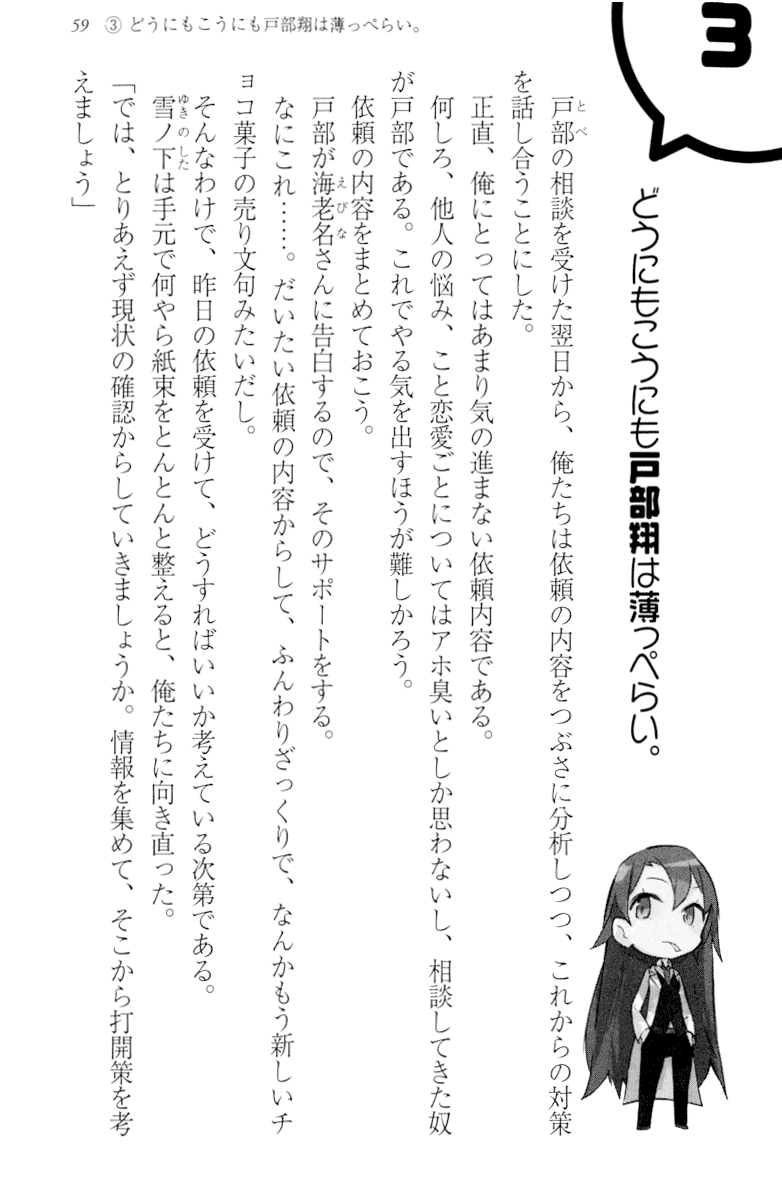 59　③ どうにもこうにも戸部翔は薄っぺらい。
3
どうにもこうにも戸部翔は薄っぺらい。
戸部の相談を受けた翌日から、俺たちは依頼の内容をつぶさに分析しつつ、これからの対策
を話し合うことにした。
正直、俺にとってはあまり気の進まない依頼内容である。
何しろ、他人の悩み、こと恋愛ごとについてはアホ臭いとしか思わないし、相談してきた奴
が戸部である。これでやる気を出すほうが難しかろう。
依頼の内容をまとめておこう。
戸部が海老名さんに告白するので、そのサポートをする。
なにこれ……。だいたい依頼の内容からして、ふんわりざっくりで、なんかもう新しいチ
ョコ菓子の売り文句みたいだし。
そんなわけで、昨日の依頼を受けて、どうすればいいか考えている次第である。
雪ノ下は手元で何やら紙束をとんとんと整えると、俺たちに向き直った。
「では、とりあえず現状の確認からしていきましょうか。情報を集めて、そこから打開策を考
えましょう」
とべ
えびな
ゆきのした